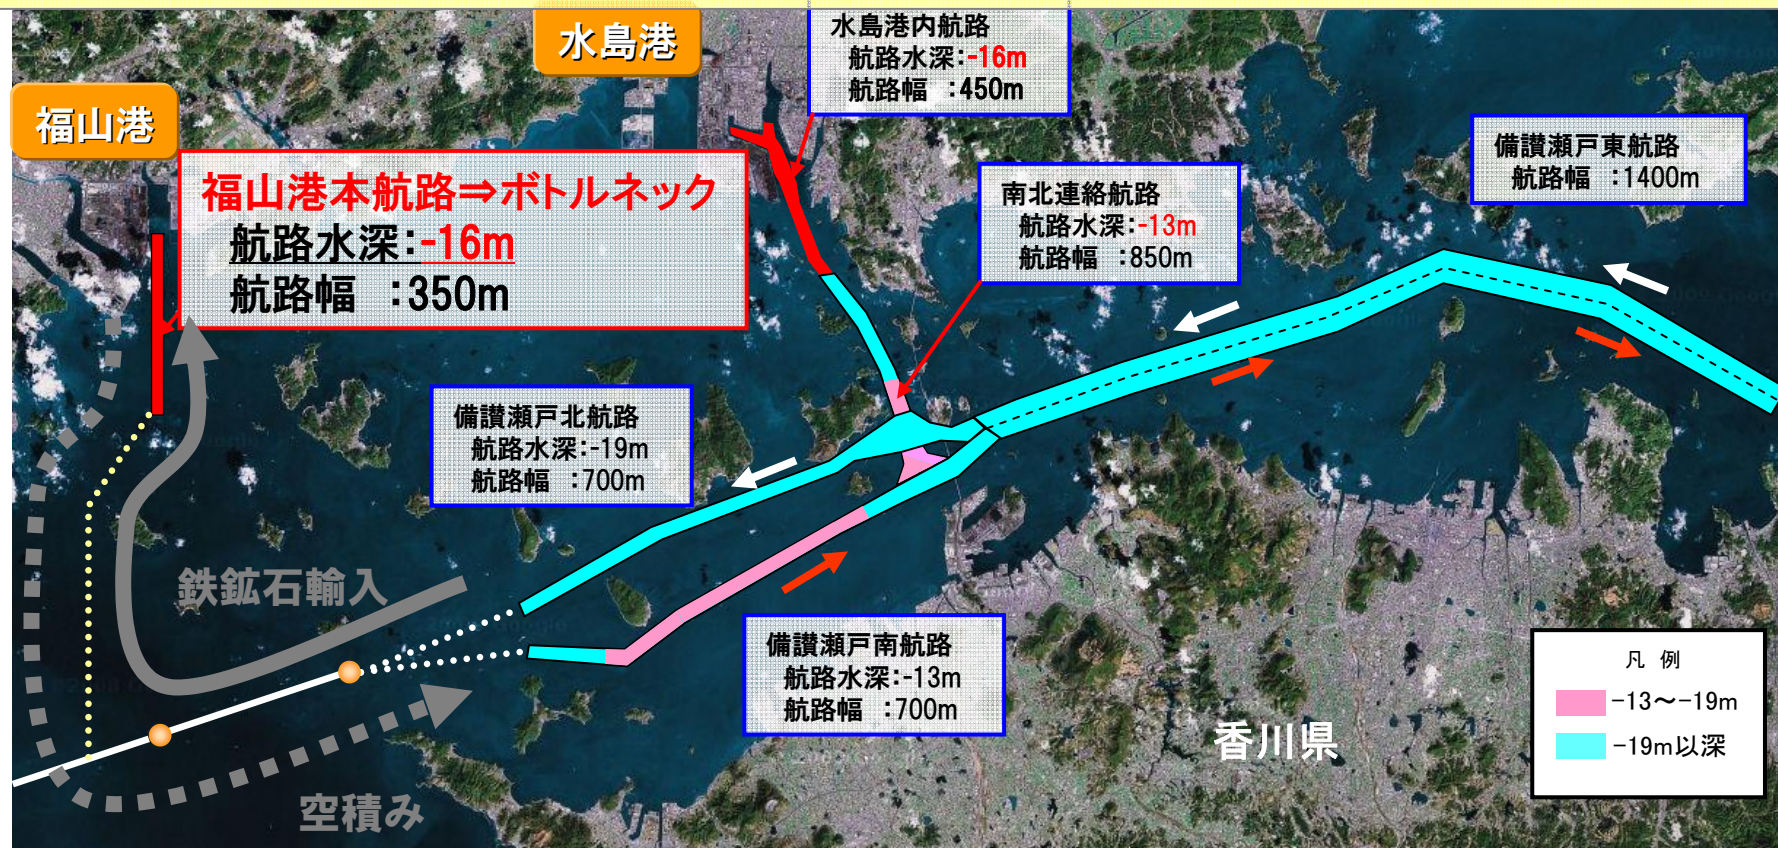 水島港
水島港内航路
航路水深:-16m
航路幅 :450m
福山港
備讃瀬戸東航路
航路幅 :1400m
福山港本航路⇒ボトルネック
航路水深:-16m
航路幅 :350m
南北連絡航路
航路水深:-13m
航路幅 :850m
備讃瀬戸北航路
航路水深:-19m
航路幅 :700m
鉄鉱石輸入
備讃瀬戸南航路
航路水深:-13m
航路幅 :700m
凡 例
-13～-19m
-19m以深
香川県
空積み